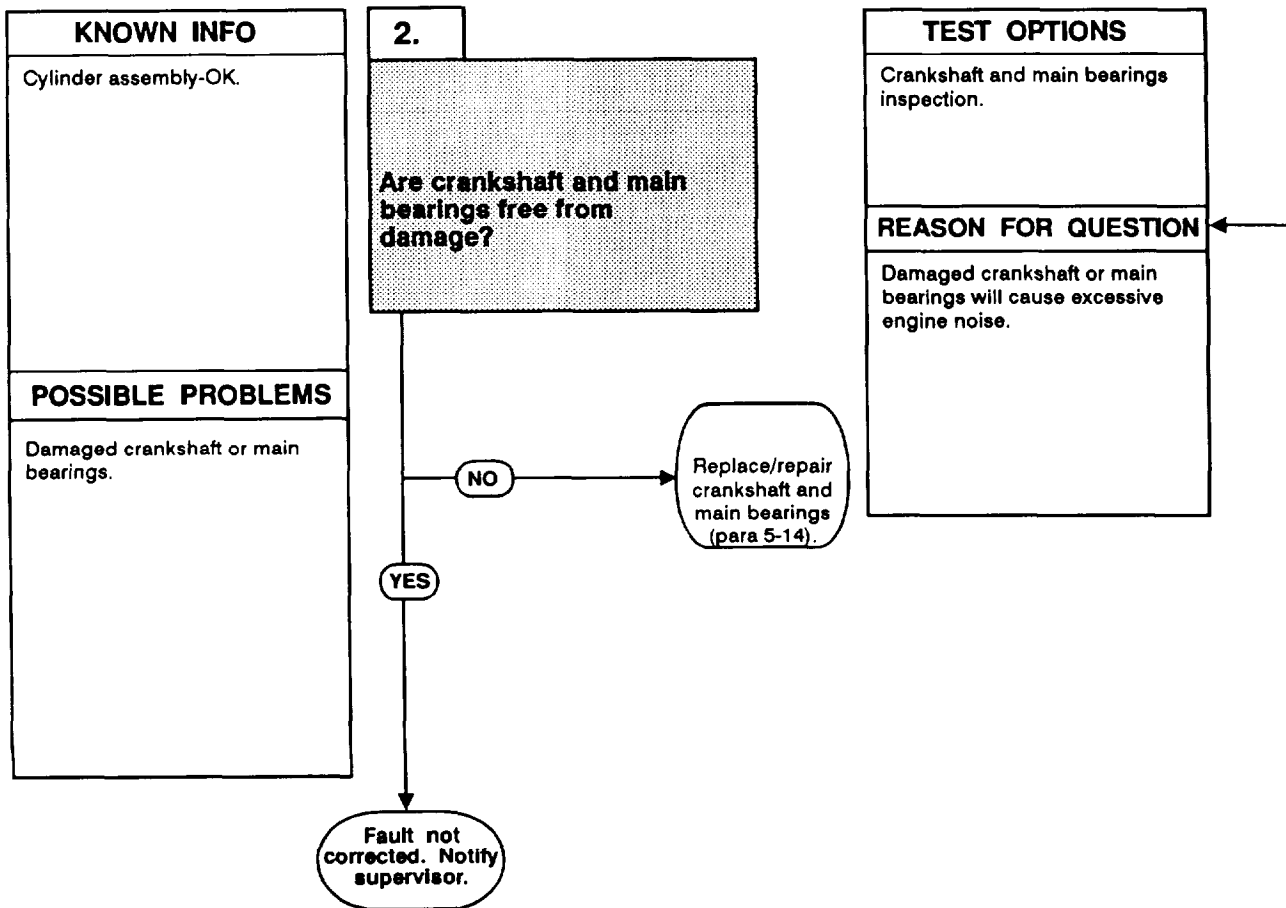 KNOWN INFO
Cylinder assembly-OK.
POSSIBLE PROBLEMS
Damaged crankshaft or main
bearings.
2.
Are crankshaft and main
bearings free from
damage?
NO
Replace/repair
crankshaft and
main bearings
(para 5-14).
YES
Fault not
corrected. Notify
supervisor.
TEST OPTIONS
Crankshaft and main bearings
inspection.
REASON FOR QUESTION
Damaged crankshaft or main
bearings will cause excessive
engine noise.